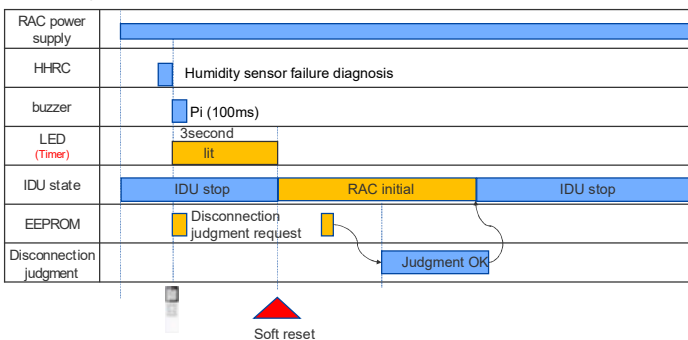 RAC power
supply
HHRC
Humidity sensor failure diagnosis
buzzer
Pi (100ms)
LED
(Timer)
3second
lit
IDU state
IDU stop
RAC initial
IDU stop
EEPROM
Disconnection
judgment request
Disconnection
judgment
Judgment OK
Soft reset